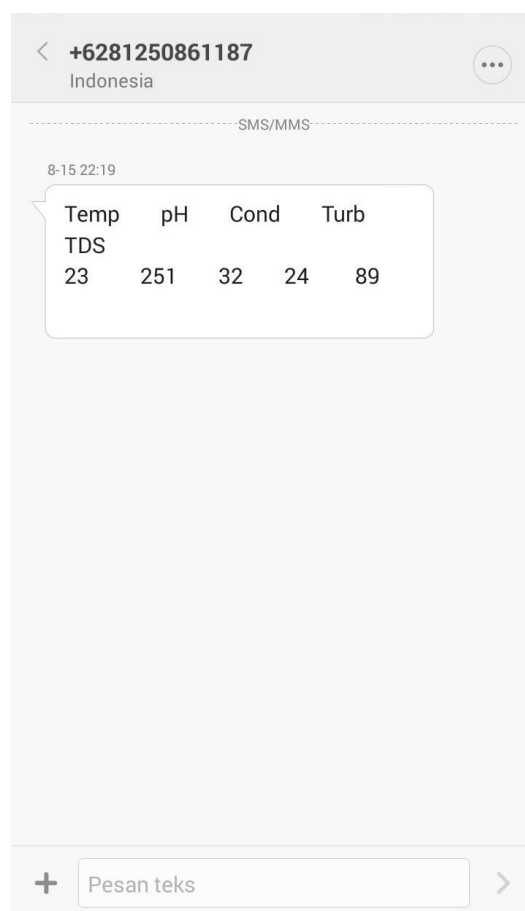 +6281250861187
Indonesia
SMS/MMS
8-15 22:19
Temp pH Cond Turb
TDS
23 251 32 24 89
Pesan teks